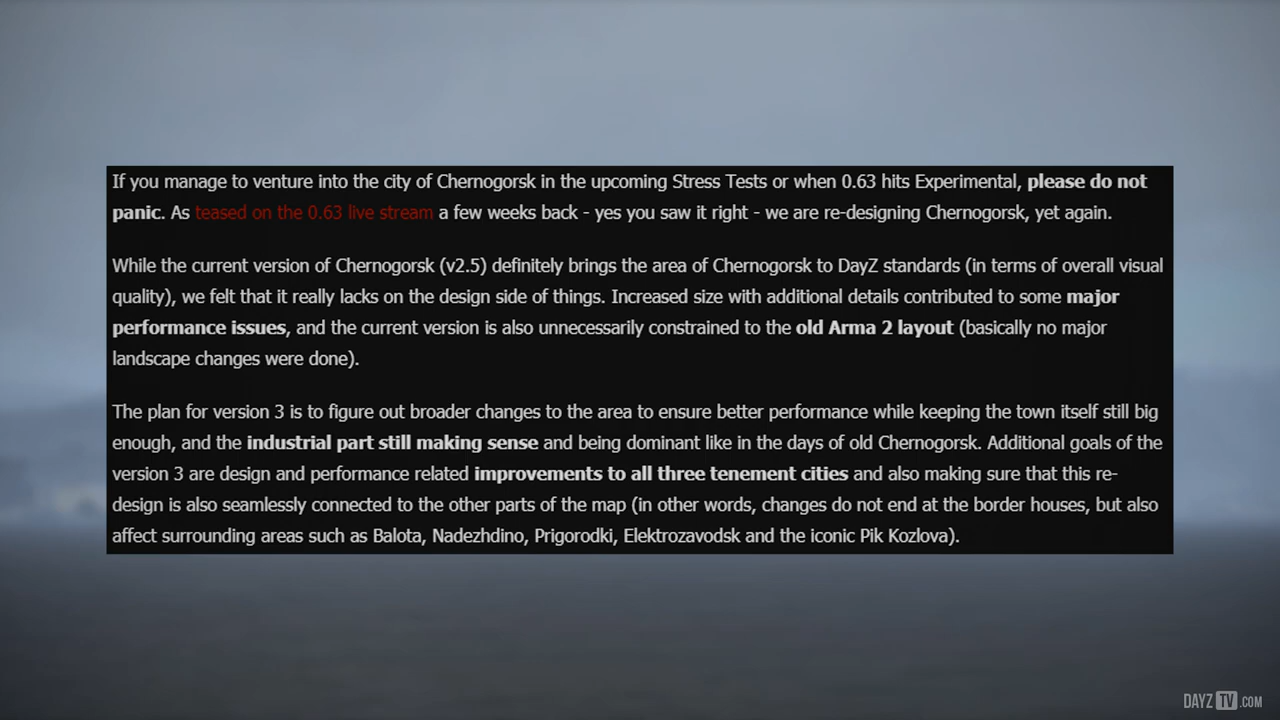 If you manage to venture into the city of Chernogorsk in the upcoming Stress Tests or when 0.63 hits Experimental, please do not
panic. As teased on the 0.63 live stream a few weeks back - yes you saw it right - we are re-designing Chernogorsk, yet again.
While the current version of Chernogorsk (v2.5) definitely brings the area of Chernogorsk to DayZ standards (in terms of overall visual
quality), we felt that it really lacks on the design side of things. Increased size with additional details contributed to some major
performance issues, and the current version is also unnecessarily constrained to the old Arma 2 layout (basically no major
landscape changes were done).
The plan for version 3 is to figure out broader changes to the area to ensure better performance while keeping the town itself still big
enough, and the industrial part still making sense and being dominant like in the days of old Chernogorsk. Additional goals of the
version 3 are design and performance related improvements to all three tenement cities and also making sure that this re-
design is also seamlessly connected to the other parts of the map (in other words, changes do not end at the border houses, but also
affect surrounding areas such as Balota, Nadezhdino, Prigorodki, Elektrozavodsk and the iconic Pik Kozlova).
DAYZ TV .COM